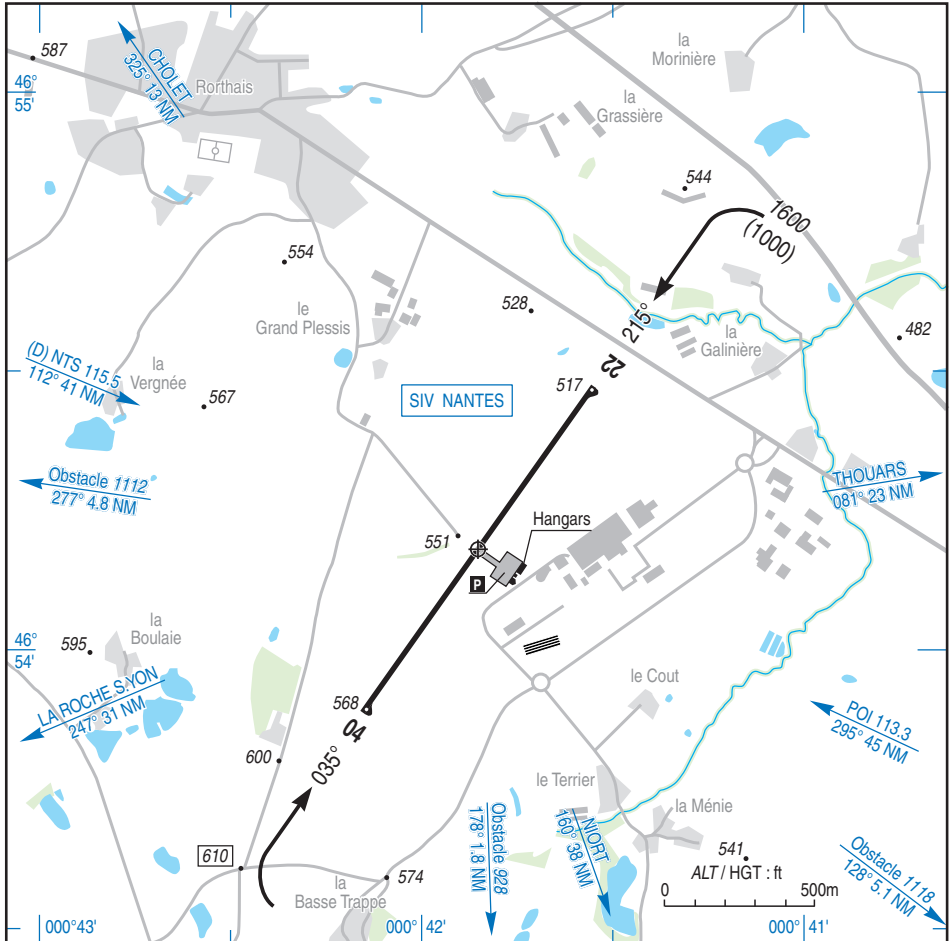 587
CHOLET
325° 13 NM
46°
55'
Rorthais
la
Morinière
la
Grassière
544
1600
(1000)
554
528
le
Grand Plessis
215°
22
la
Galinière
482
(D) NTS 115.5
112° 41 NM
la
Vergnée
567
SIV NANTES
517
Obstacle 1112
277° 4.8 NM
THOUARS
081° 23 NM
551
Hangars
P
la
Boulaie
595
46°
54'
LA ROCHE S.YON
247° 31 NM
568
04
le Cout
POI 113.3
295° 45 NM
600
035°
le Terrier
la Ménie
610
la
Basse Trappe
574
Obstacle 928
178° 1.8 NM
NIORT
160° 38 NM
541
ALT / HGT : ft
0 500m
Obstacle 1118
128° 5.1 NM
000°43' 000°42' 000°41'